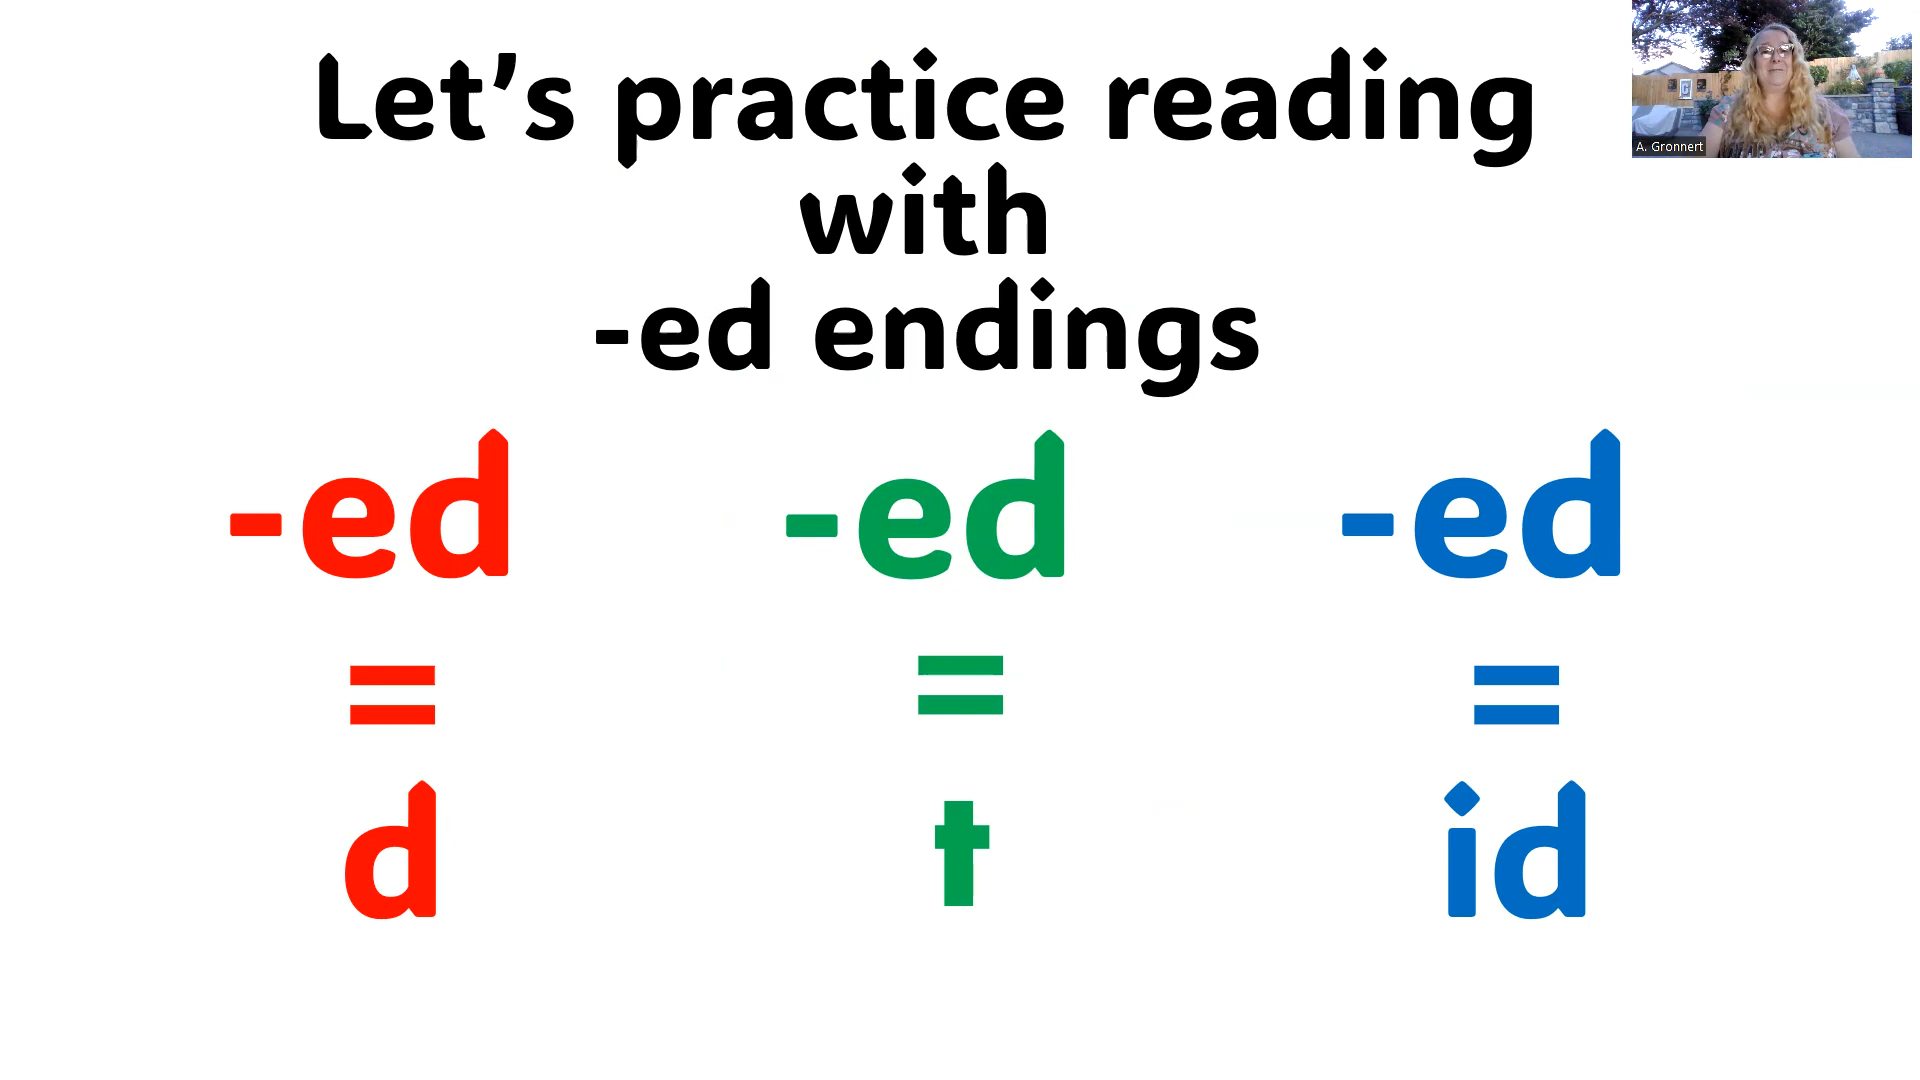 Let's practice reading
with
-ed endings
-ed -ed -ed
= = =
d t id
A. Gronnert